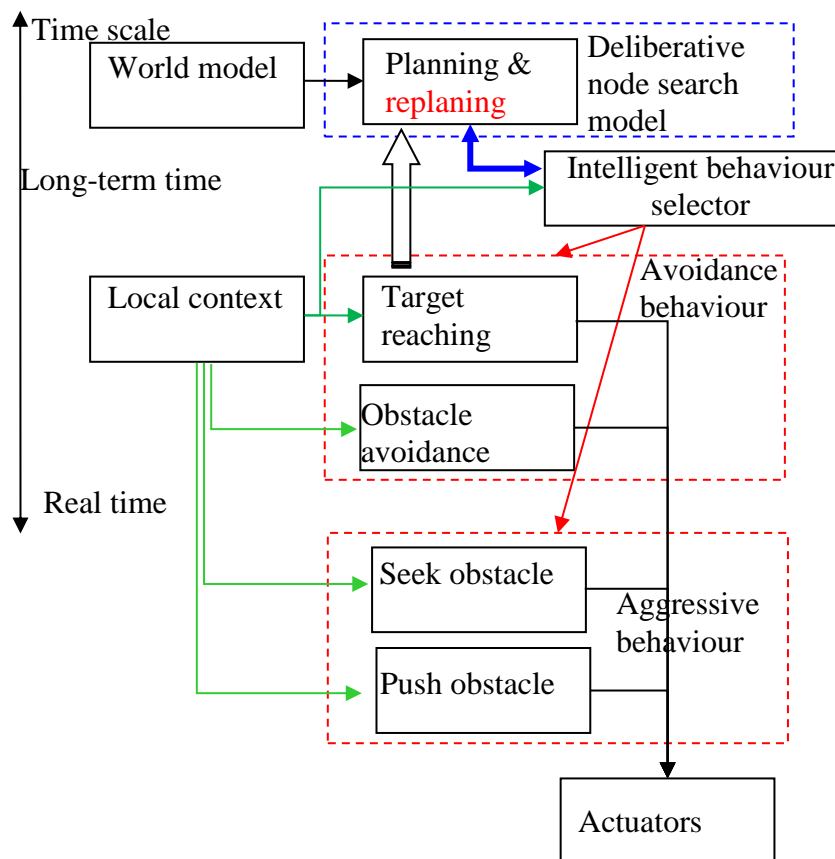 Time scale
World model
Planning &
replaning
Deliberative
node search
model
Long-term time
Intelligent behaviour
selector
Local context
Target
reaching
Avoidance
behaviour
Obstacle
avoidance
Real time
Seek obstacle
Aggressive
behaviour
Push obstacle
Actuators